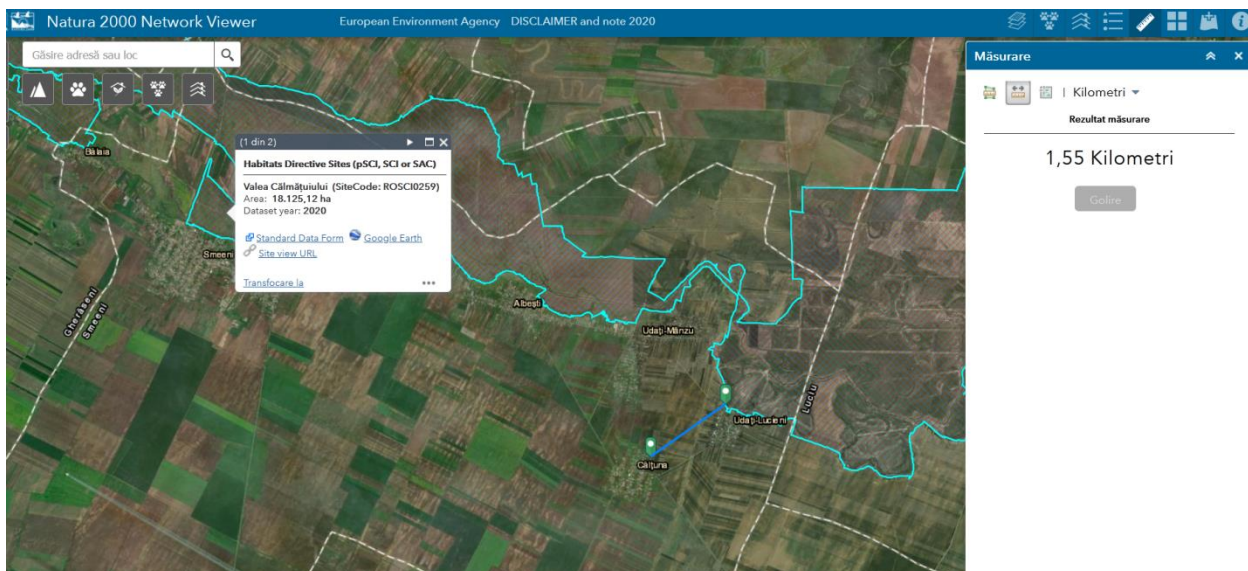 Natura 2000 Network Viewer
European Environment Agency DISCLAIMER and note 2020
Găsire adresă sau loc
Măsurare
Kilometri
Rezultat măsurare
1,55 Kilometri
Golire
(1 din 2)
Habitats Directive Sites (pSCI, SCI or SAC)
Valea Călmățuiului (SiteCode: ROSCI0259)
Area: 18.125,12 ha
Dataset year: 2020
Standard Data Form Google Earth
Site view URL
Transfocare la
Bălaia
Smeeni
Gherăseni
Smeeni
Albești
Udați-Mânzu
Luciu
Udați-Lucieni
Călțuna